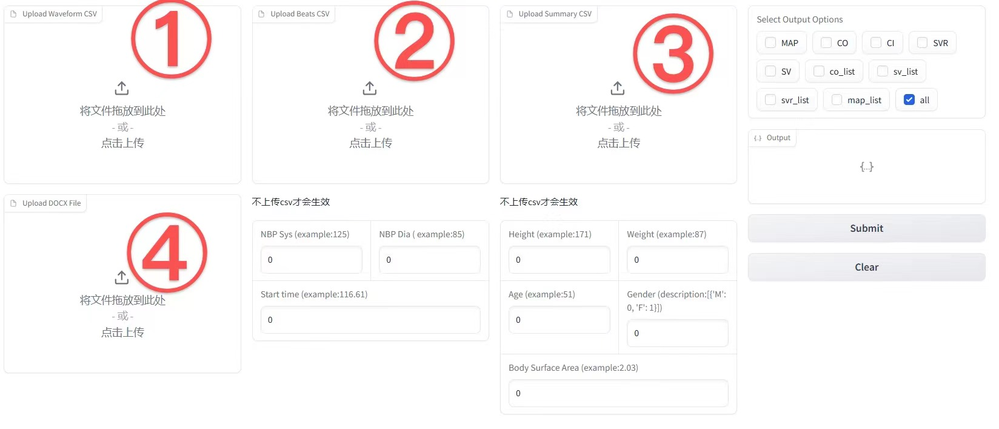 Upload Waveform CSV
①
将文件拖放到此处
- 或 -
点击上传
Upload Beats CSV
②
将文件拖放到此处
- 或 -
点击上传
Upload Summary CSV
③
将文件拖放到此处
- 或 -
点击上传
Select Output Options
MAP CO CI SVR
SV co_list sv_list
svr_list map_list all
Output
{...}
Submit
Clear
Upload DOCX File
④
将文件拖放到此处
- 或 -
点击上传
不上传csv才会生效
NBP Sys (example:125)
0
NBP Dia ( example:85)
0
Start time (example:116.61)
0
不上传csv才会生效
Height (example:171)
0
Weight (example:87)
0
Age (example:51)
0
Gender (description:[{'M':
0, 'F': 1}])
0
Body Surface Area (example:2.03)
0